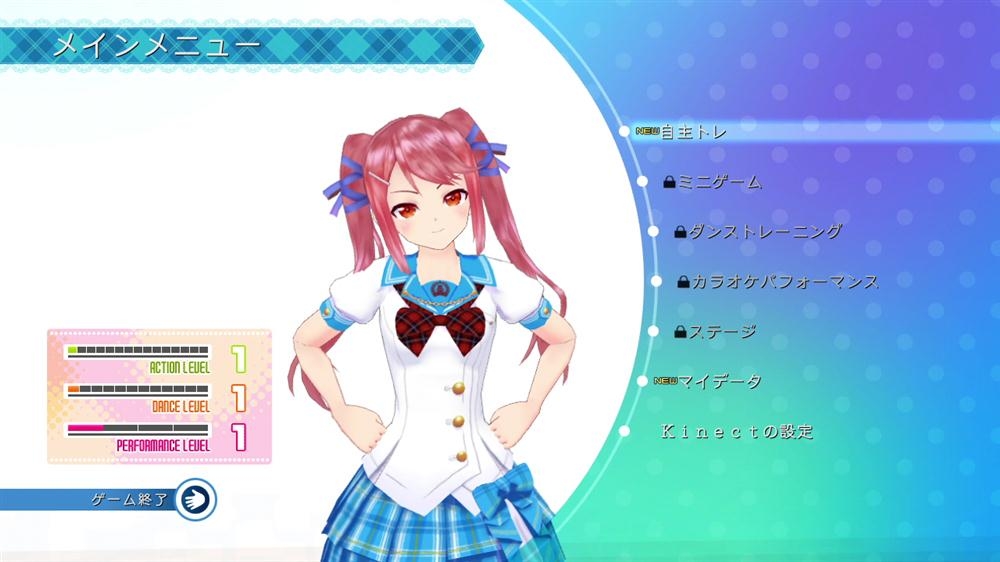 メインメニュー
NEW自主トレ
ミニゲーム
ダンストレーニング
カラオケパフォーマンス
ステージ
NEWマイデータ
Ｋｉｎｅｃｔの設定
ACTION LEVEL 1
DANCE LEVEL 1
PERFORMANCE LEVEL 1
ゲーム終了